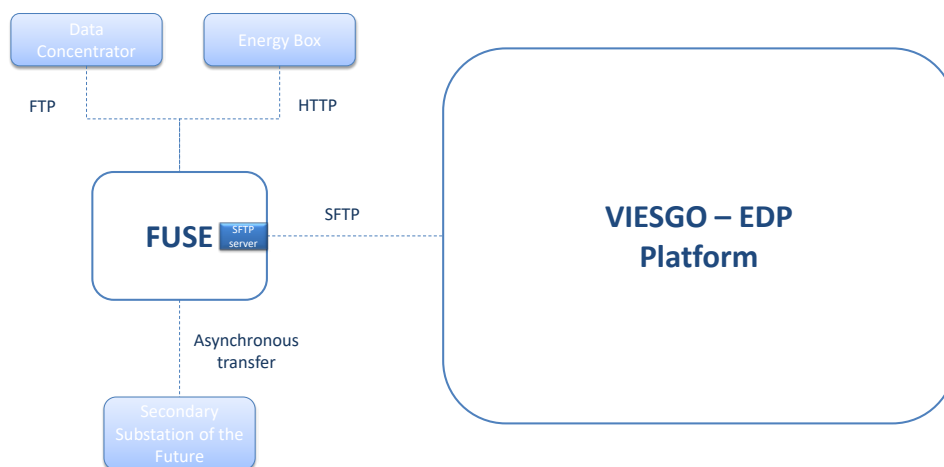 Data
Concentrator
Energy Box
FTP
HTTP
FUSE
SFTP
server
SFTP
VIESGO – EDP
Platform
Asynchronous
transfer
Secondary
Substation of the
Future